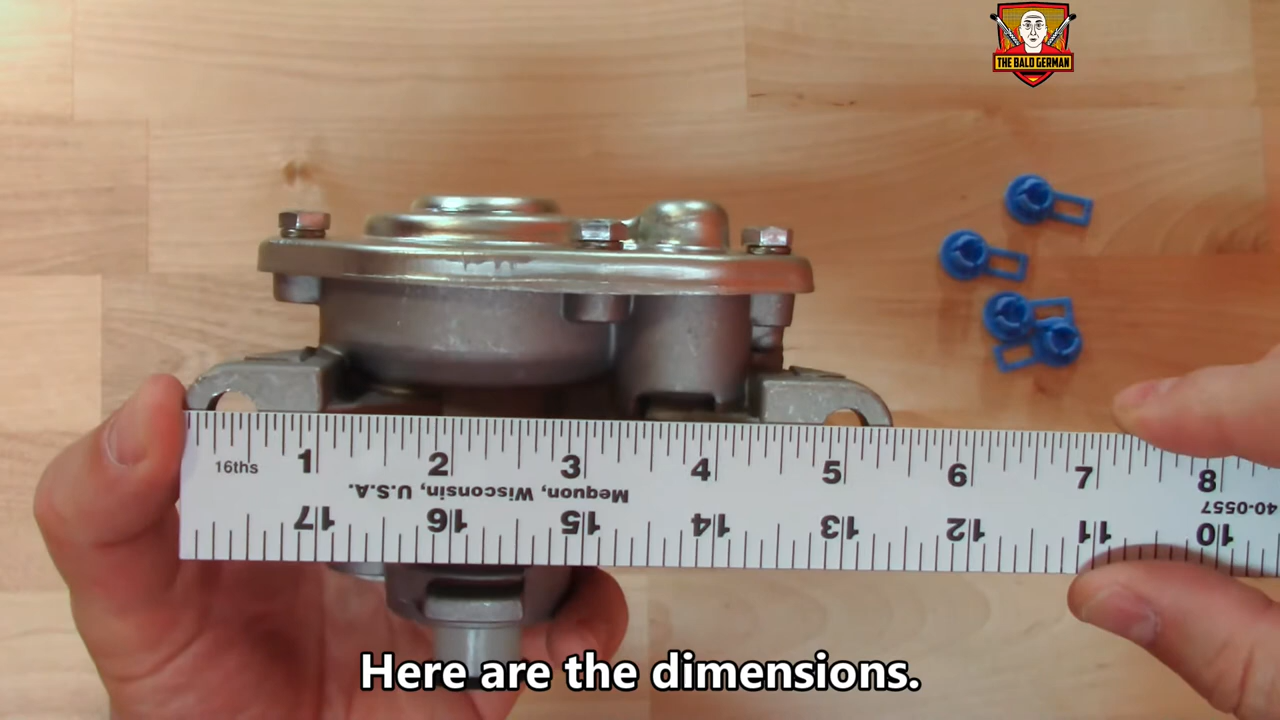 THE BALD GERMAN
16ths 1 2 3 4 5 6 7 8
Mequon, Wisconsin, U.S.A.
40-0557
17 16 15 14 13 12 11 10
Here are the dimensions.